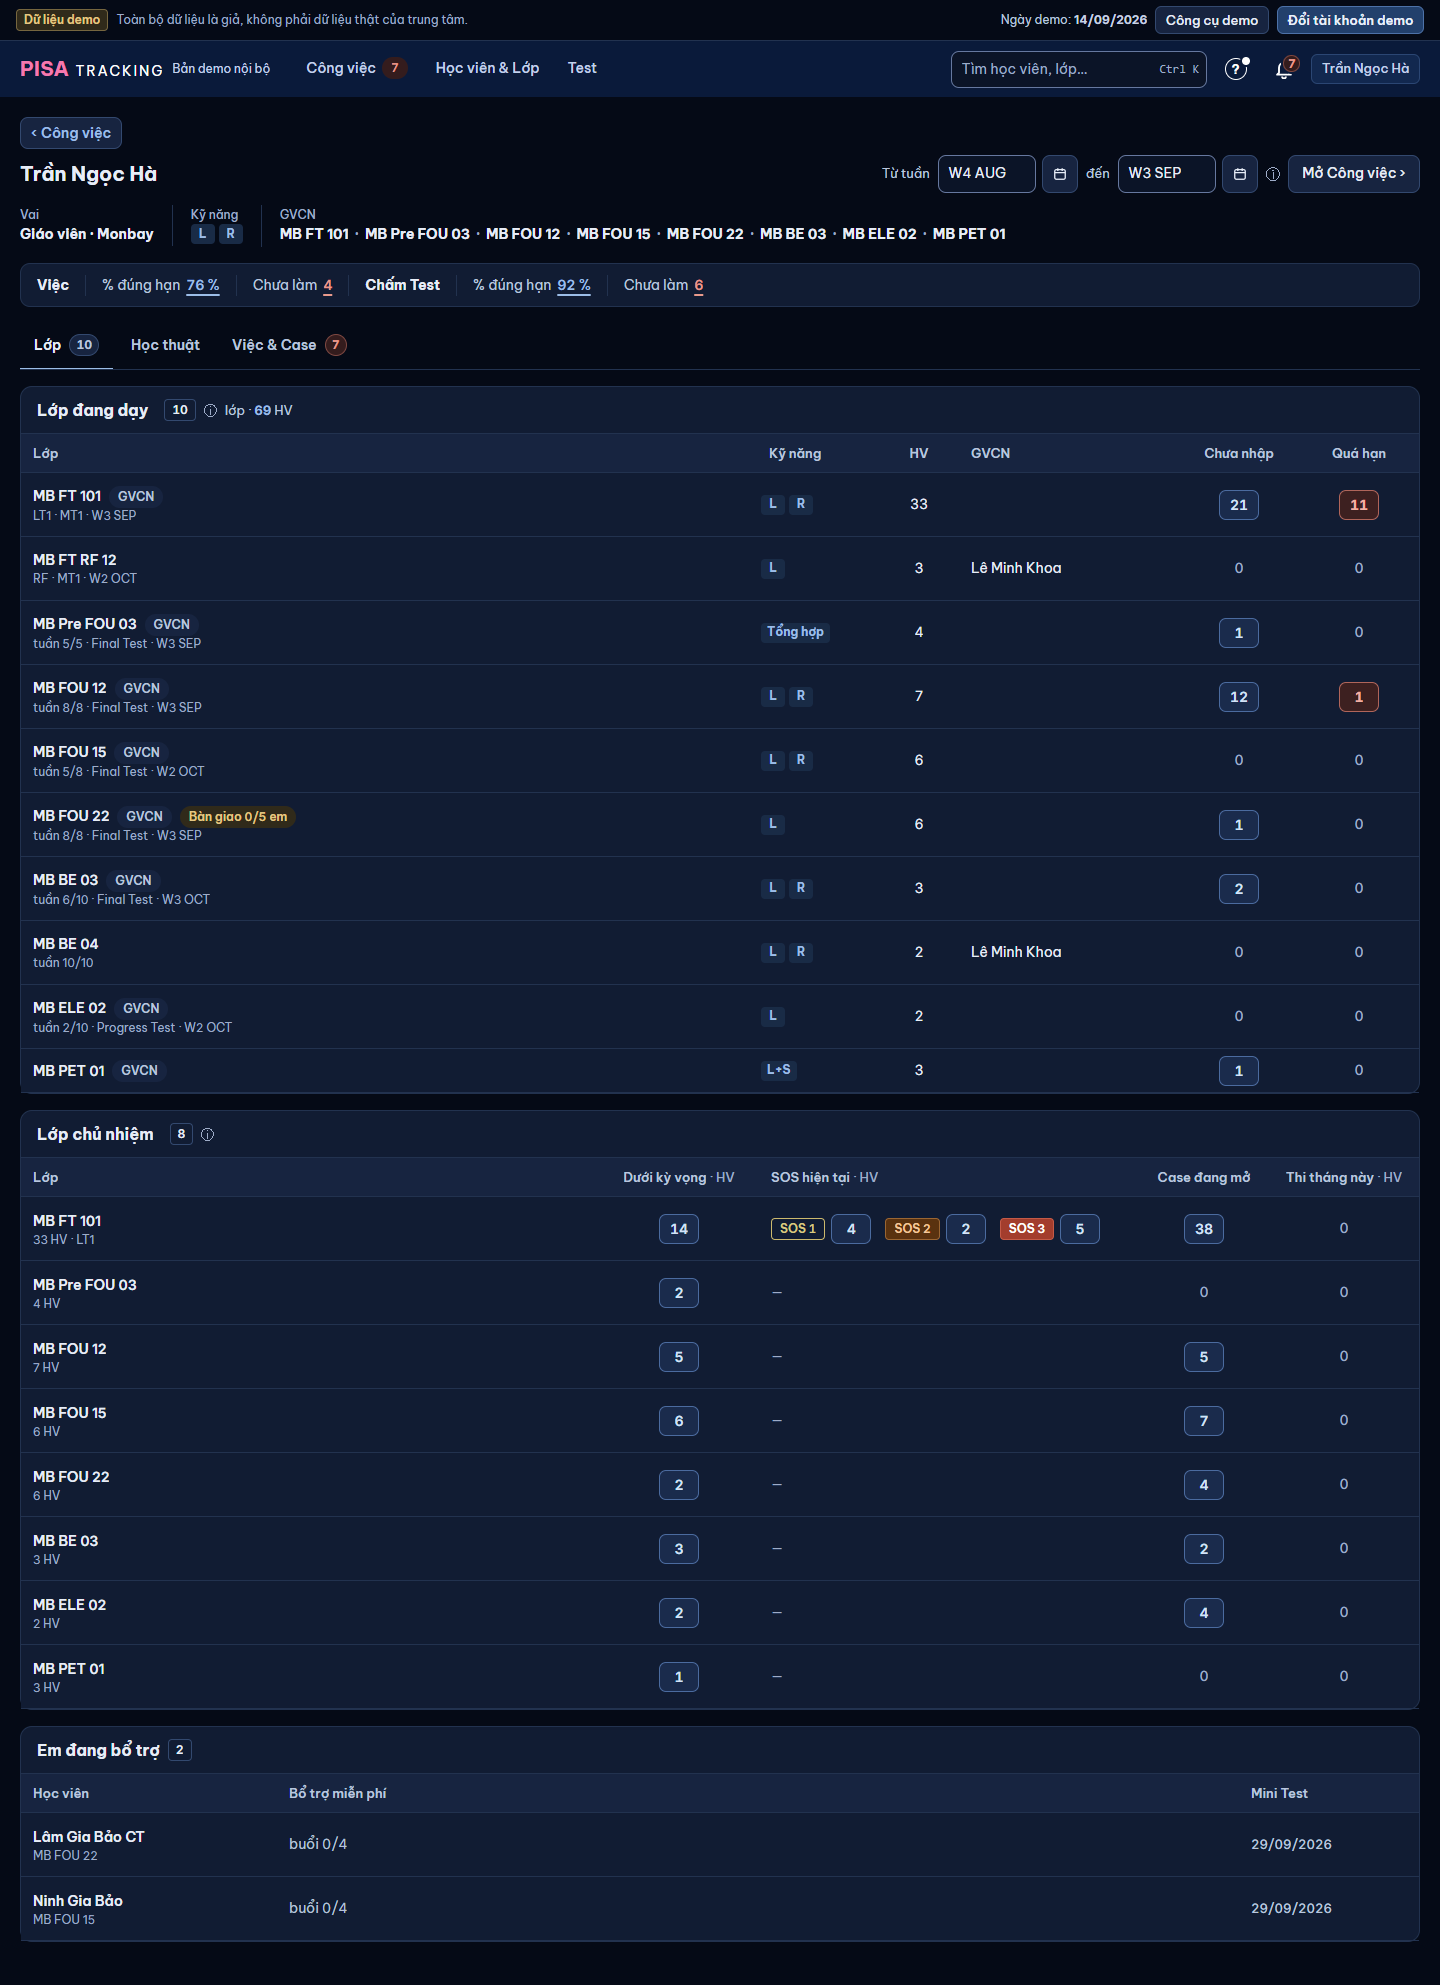 Dữ liệu demo Toàn bộ dữ liệu là giả, không phải dữ liệu thật của trung tâm. Ngày demo: 14/09/2026 Công cụ demo Đổi tài khoản demo
PISA TRACKING Bản demo nội bộ Công việc 7 Học viên & Lớp Test Tìm học viên, lớp... Ctrl K ? 7 Trần Ngọc Hà
‹ Công việc
Trần Ngọc Hà Từ tuần W4 AUG đến W3 SEP Mở Công việc ›
Vai Kỹ năng GVCN
Giáo viên · Monbay L R MB FT 101 · MB Pre FOU 03 · MB FOU 12 · MB FOU 15 · MB FOU 22 · MB BE 03 · MB ELE 02 · MB PET 01
Việc % đúng hạn 76 % Chưa làm 4 Chấm Test % đúng hạn 92 % Chưa làm 6
Lớp 10 Học thuật Việc & Case 7
Lớp đang dạy 10 lớp · 69 HV
Lớp Kỹ năng HV GVCN Chưa nhập Quá hạn
MB FT 101 GVCN L R 33 21 11
LT1 · MT1 · W3 SEP
MB FT RF 12 L 3 Lê Minh Khoa 0 0
RF · MT1 · W2 OCT
MB Pre FOU 03 GVCN Tổng hợp 4 1 0
tuần 5/5 · Final Test · W3 SEP
MB FOU 12 GVCN L R 7 12 1
tuần 8/8 · Final Test · W3 SEP
MB FOU 15 GVCN L R 6 0 0
tuần 5/8 · Final Test · W2 OCT
MB FOU 22 GVCN Bàn giao 0/5 em L 6 1 0
tuần 8/8 · Final Test · W3 SEP
MB BE 03 GVCN L R 3 2 0
tuần 6/10 · Final Test · W3 OCT
MB BE 04 L R 2 Lê Minh Khoa 0 0
tuần 10/10
MB ELE 02 GVCN L 2 0 0
tuần 2/10 · Progress Test · W2 OCT
MB PET 01 GVCN L+S 3 1 0
Lớp chủ nhiệm 8
Lớp Dưới kỳ vọng · HV SOS hiện tại · HV Case đang mở Thi tháng này · HV
MB FT 101 14 SOS 1 4 SOS 2 2 SOS 3 5 38 0
33 HV · LT1
MB Pre FOU 03 2 — 0 0
4 HV
MB FOU 12 5 — 5 0
7 HV
MB FOU 15 6 — 7 0
6 HV
MB FOU 22 2 — 4 0
6 HV
MB BE 03 3 — 2 0
3 HV
MB ELE 02 2 — 4 0
2 HV
MB PET 01 1 — 0 0
3 HV
Em đang bổ trợ 2
Học viên Bổ trợ miễn phí Mini Test
Lâm Gia Bảo CT buổi 0/4 29/09/2026
MB FOU 22
Ninh Gia Bảo buổi 0/4 29/09/2026
MB FOU 15